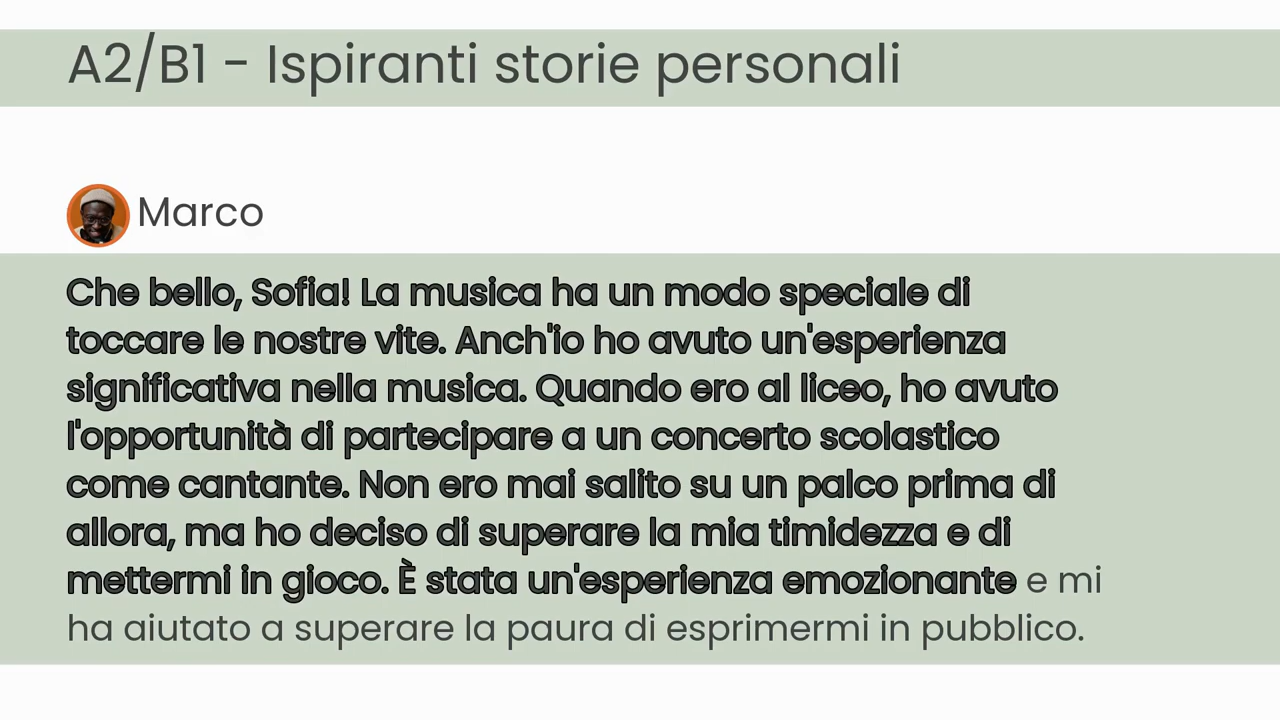 A2/B1 - Ispiranti storie personali
Marco
Che bello, Sofia! La musica ha un modo speciale di
toccare le nostre vite. Anch'io ho avuto un'esperienza
significativa nella musica. Quando ero al liceo, ho avuto
l'opportunità di partecipare a un concerto scolastico
come cantante. Non ero mai salito su un palco prima di
allora, ma ho deciso di superare la mia timidezza e di
mettermi in gioco. È stata un'esperienza emozionante e mi
ha aiutato a superare la paura di esprimermi in pubblico.